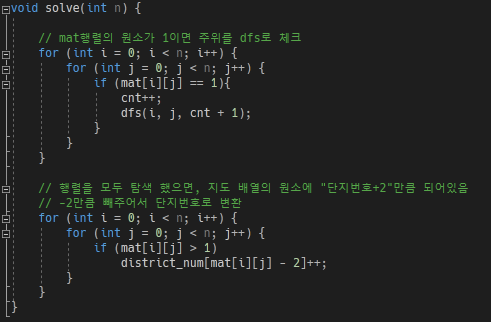 void solve(int n) {
// mat행렬의 원소가 1이면 주위를 dfs로 체크
for (int i = 0; i < n; i++) {
for (int j = 0; j < n; j++) {
if (mat[i][j] == 1){
cnt++;
dfs(i, j, cnt + 1);
}
}
}
// 행렬을 모두 탐색 했으면, 지도 배열의 원소에 "단지번호+2"만큼 되어있음
// -2만큼 빼주어서 단지번호로 변환
for (int i = 0; i < n; i++) {
for (int j = 0; j < n; j++) {
if (mat[i][j] > 1)
district_num[mat[i][j] - 2]++;
}
}
}